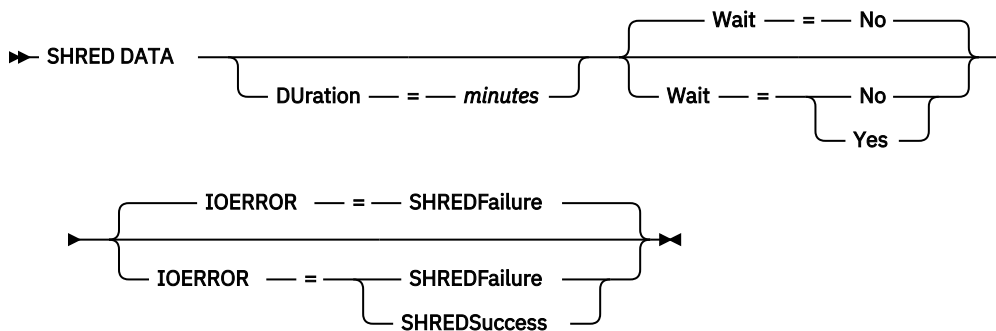 Wait = No
SHRED DATA
DUration = minutes
Wait = No
Yes
IOERROR = SHREDFailure
IOERROR = SHREDFailure
SHREDSuccess